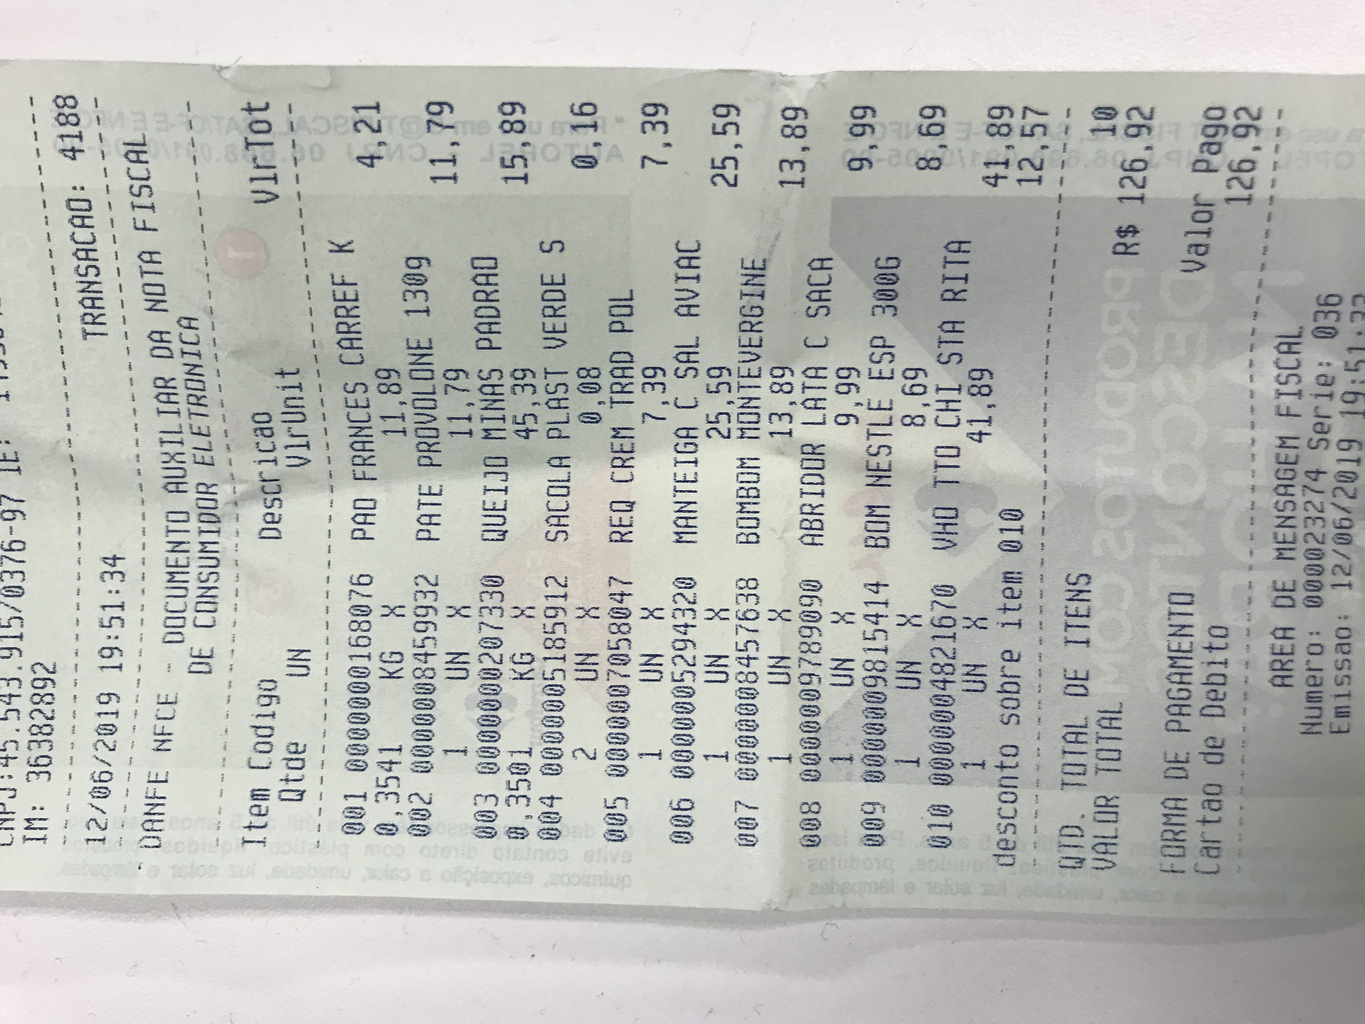 CNPJ:45.543.915/0376-97 IE:
IM: 36382892
12/06/2019 19:51:34 TRANSACAO: 4188
DANFE NFCE - DOCUMENTO AUXILIAR DA NOTA FISCAL
DE CONSUMIDOR ELETRONICA
Item Codigo Descricao VlrTot
Qtde UN VlrUnit
001 0000000168076 PAO FRANCES CARREF K
0,3541 KG X 11,89 4,21
002 0000008459932 PATE PROVOLONE 130g
1 UN X 11,79 11,79
003 0000000207330 QUEIJO MINAS PADRAO
0,3501 KG X 45,39 15,89
004 000005185912 SACOLA PLAST VERDE S
2 UN X 0,08 0,16
005 0000007058047 REQ CREM TRAD POL
1 UN X 7,39 7,39
006 0000005294320 MANTEIGA C SAL AVIAC
1 UN X 25,59 25,59
007 0000008457638 BOMBOM MONTEVERGINE
1 UN X 13,89 13,89
008 0000009789090 ABRIDOR LATA C SACA
1 UN X 9,99 9,99
009 0000009815414 BOM NESTLE ESP 300G
1 UN X 8,69 8,69
010 0000004821670 VHO TTO CHI STA RITA
1 UN X 41,89 41,89
desconto sobre item 010 12,57
QTD. TOTAL DE ITENS 11,10
VALOR TOTAL R$ 126,92
FORMA DE PAGAMENTO Valor Pago
Cartao de Debito 126,92
AREA DE MENSAGEM FISCAL
Numero: 000023274 Serie: 036
Emissao: 12/06/2019 19:51:33